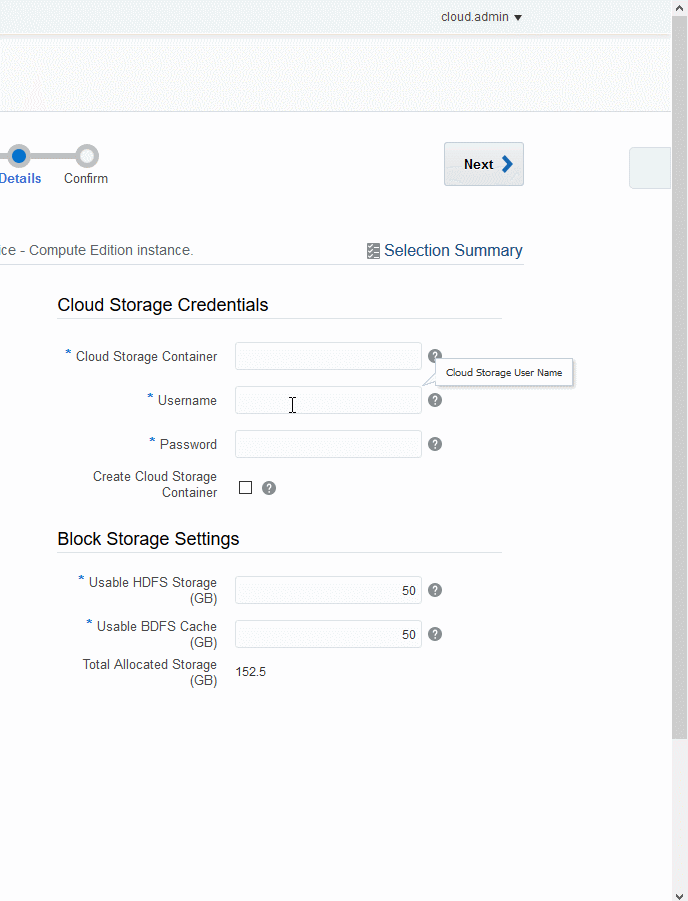 cloud.admin
Details
Confirm
Next
ice - Compute Edition instance.
Selection Summary
Cloud Storage Credentials
* Cloud Storage Container
?
Cloud Storage User Name
* Username
?
* Password
?
Create Cloud Storage
Container
?
Block Storage Settings
* Usable HDFS Storage
(GB)
50
?
* Usable BDFS Cache
(GB)
50
?
Total Allocated Storage
(GB)
152.5